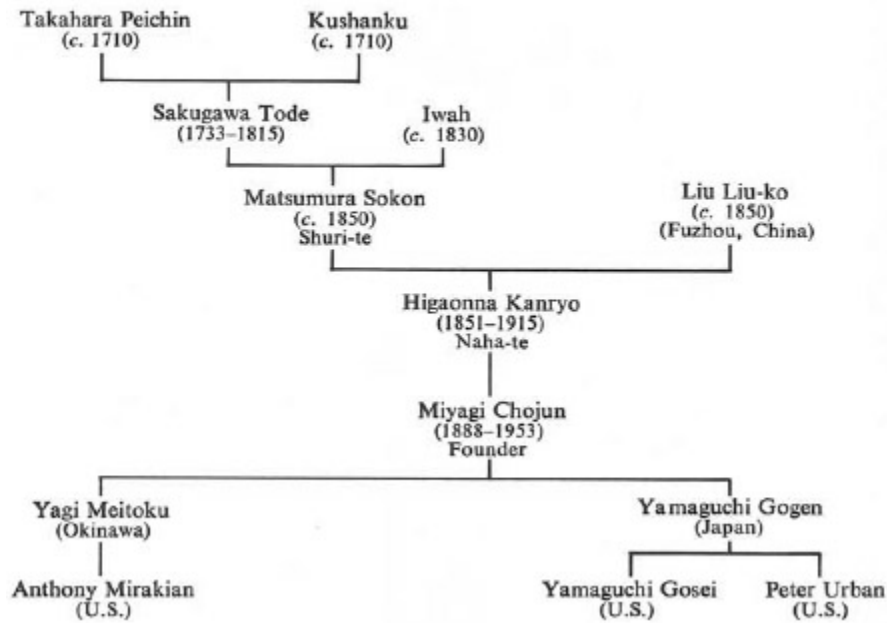 Takahara Peichin
(c. 1710)
Kushanku
(c. 1710)
Sakugawa Tode
(1733–1815)
Iwah
(c. 1830)
Matsumura Sokon
(c. 1850)
Shuri-te
Liu Liu-ko
(c. 1850)
(Fuzhou, China)
Higaonna Kanryo
(1851–1915)
Naha-te
Miyagi Chojun
(1888–1953)
Founder
Yagi Meitoku
(Okinawa)
Yamaguchi Gogen
(Japan)
Anthony Mirakian
(U.S.)
Yamaguchi Gosei
(U.S.)
Peter Urban
(U.S.)